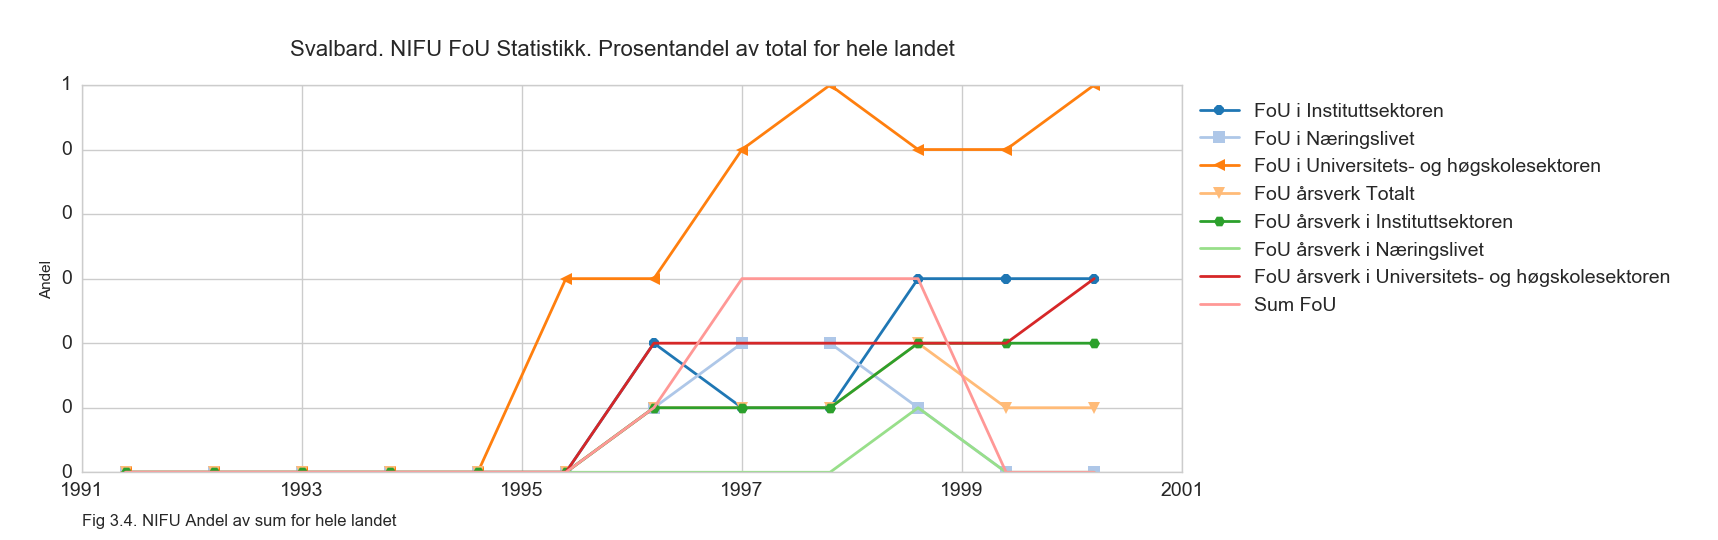 Svalbard. NIFU FoU Statistikk. Prosentandel av total for hele landet
1
0
0
0
0
0
0
Andel
1991 1993 1995 1997 1999 2001
FoU i Instituttsektoren
FoU i Næringslivet
FoU i Universitets- og høgskolesektoren
FoU årsverk Totalt
FoU årsverk i Instituttsektoren
FoU årsverk i Næringslivet
FoU årsverk i Universitets- og høgskolesektoren
Sum FoU
Fig 3.4. NIFU Andel av sum for hele landet